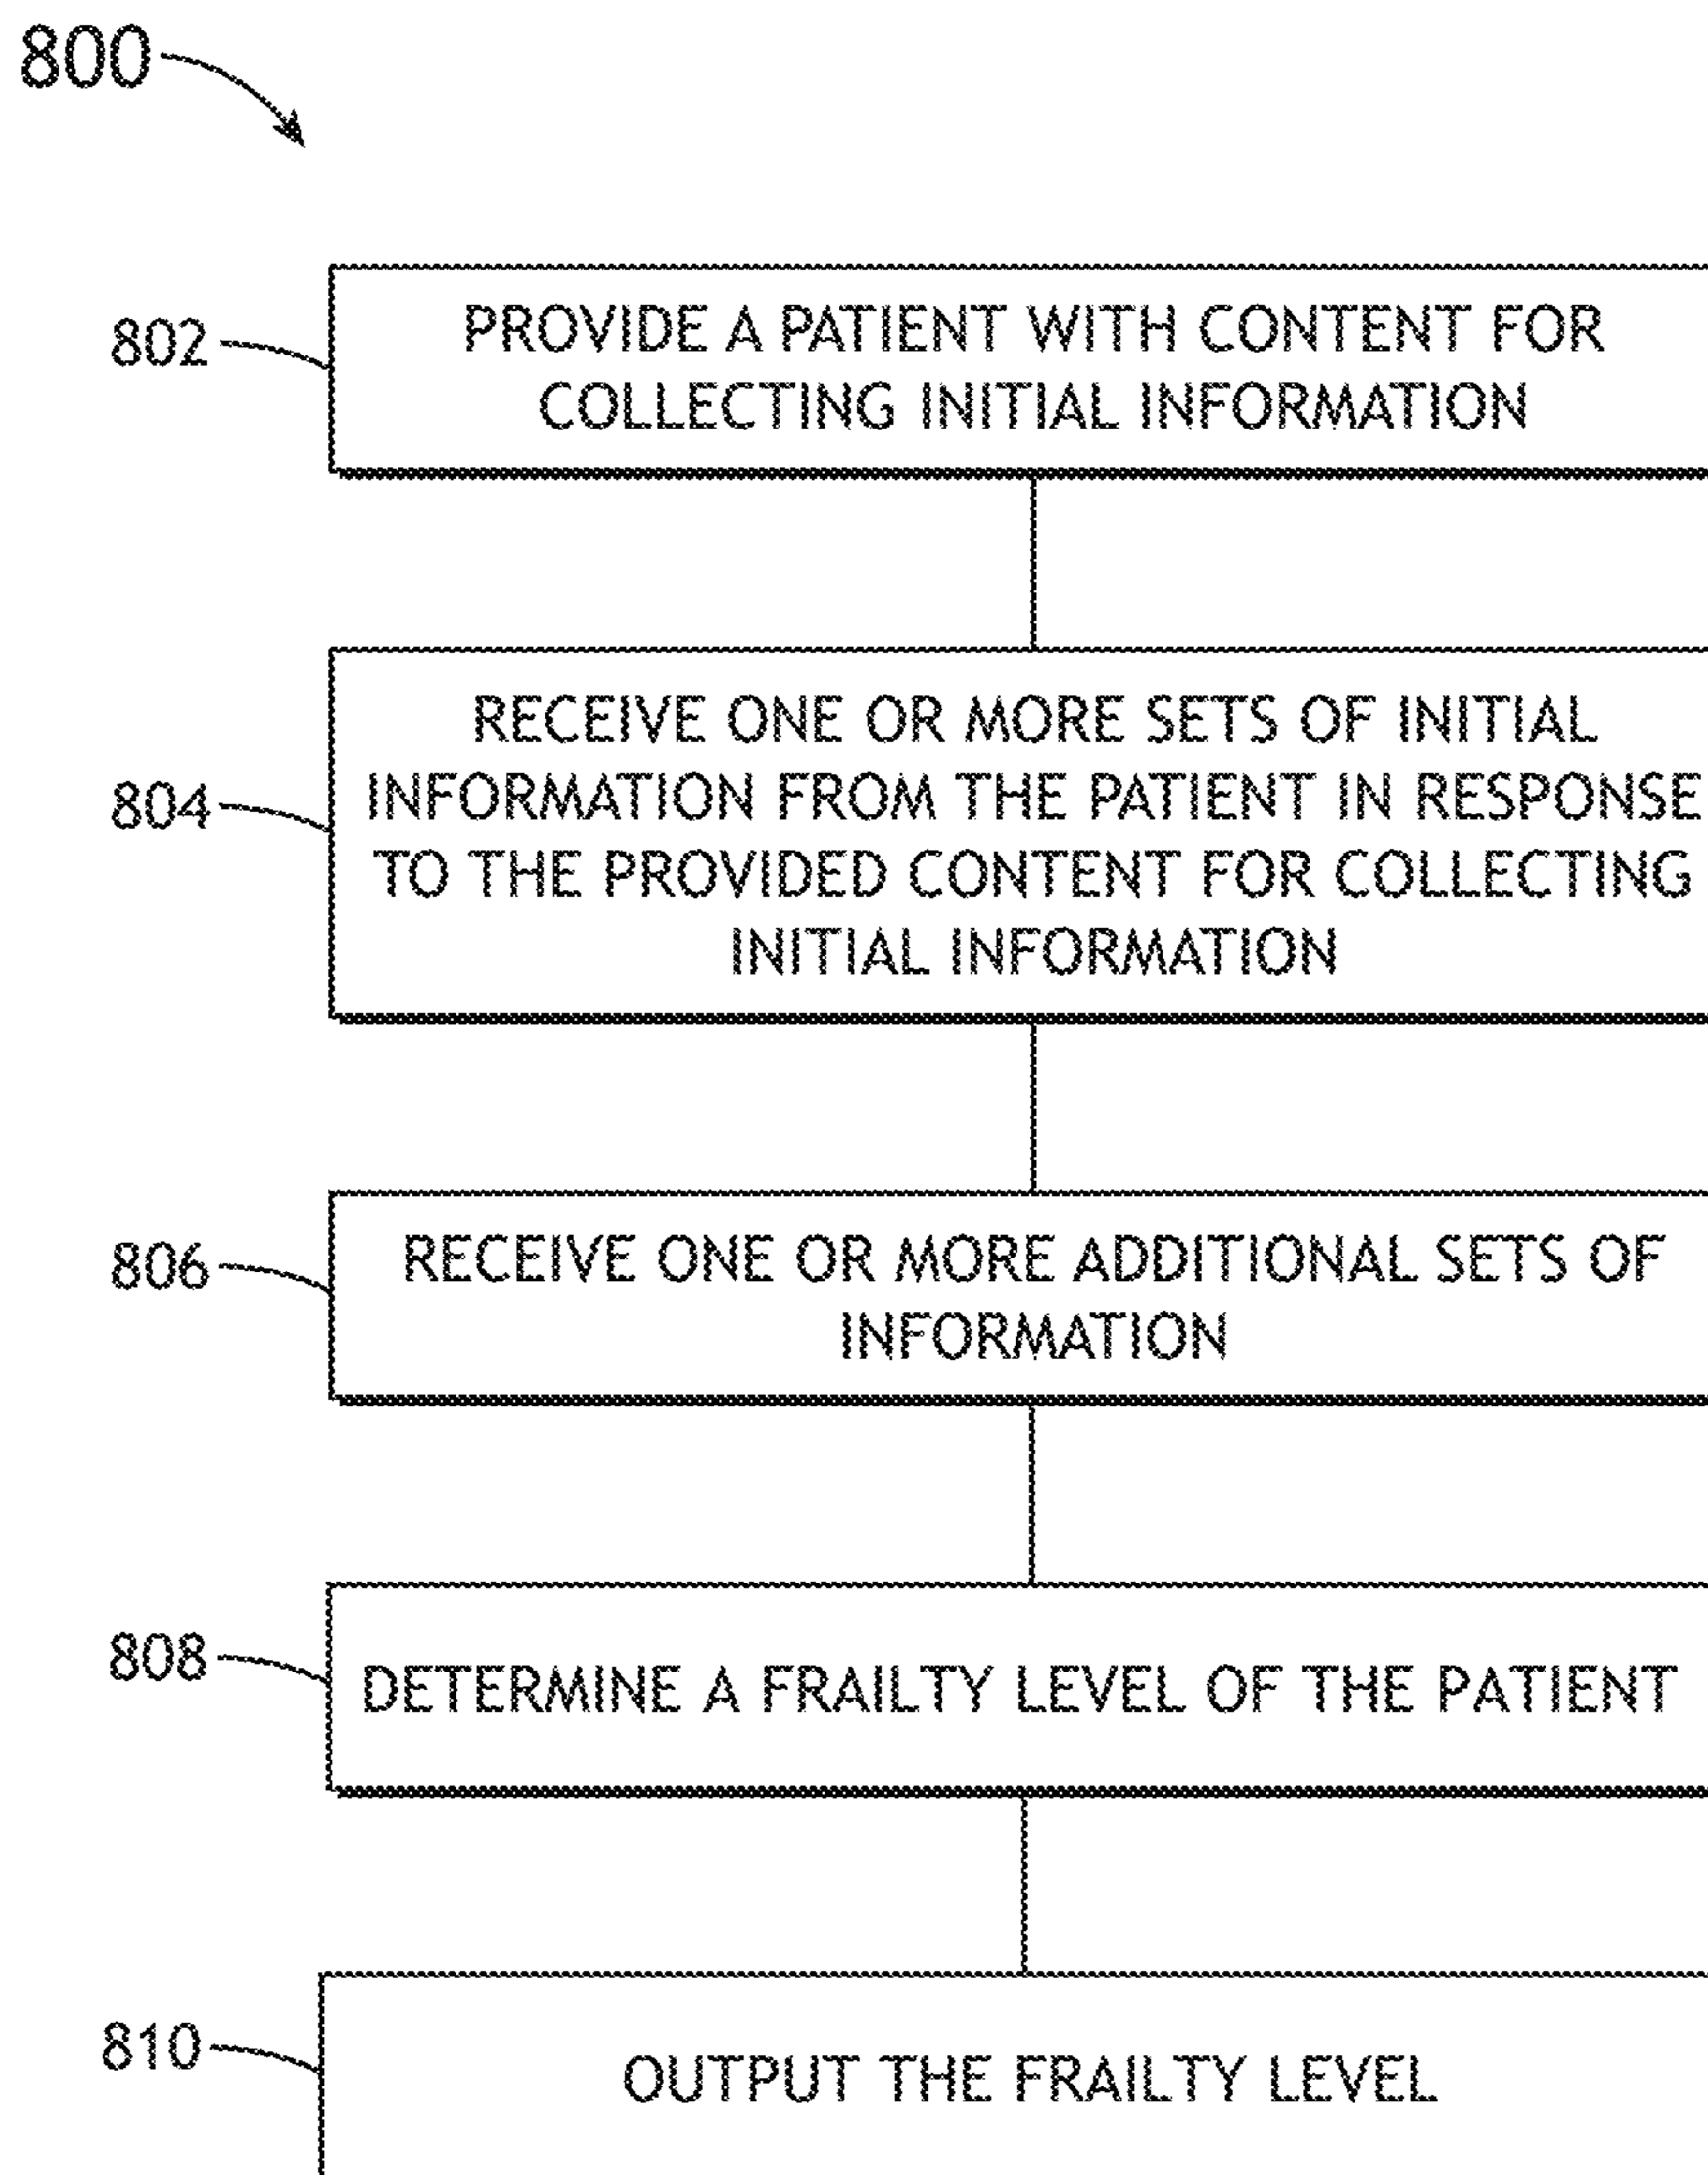 800
802
PROVIDE A PATIENT WITH CONTENT FOR
COLLECTING INITIAL INFORMATION
804
RECEIVE ONE OR MORE SETS OF INITIAL
INFORMATION FROM THE PATIENT IN RESPONSE
TO THE PROVIDED CONTENT FOR COLLECTING
INITIAL INFORMATION
806
RECEIVE ONE OR MORE ADDITIONAL SETS OF
INFORMATION
808
DETERMINE A FRAILTY LEVEL OF THE PATIENT
810
OUTPUT THE FRAILTY LEVEL